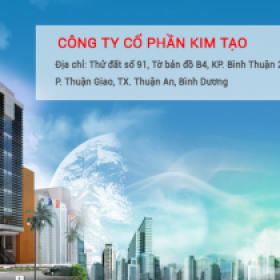 CÔNG TY CỔ PHẦN KIM TẠO
Địa chỉ: Thử đất số 91, Tờ bản đồ B4, KP. Bình Thuận 2
P. Thuận Giao, TX. Thuận An, Bình Dương